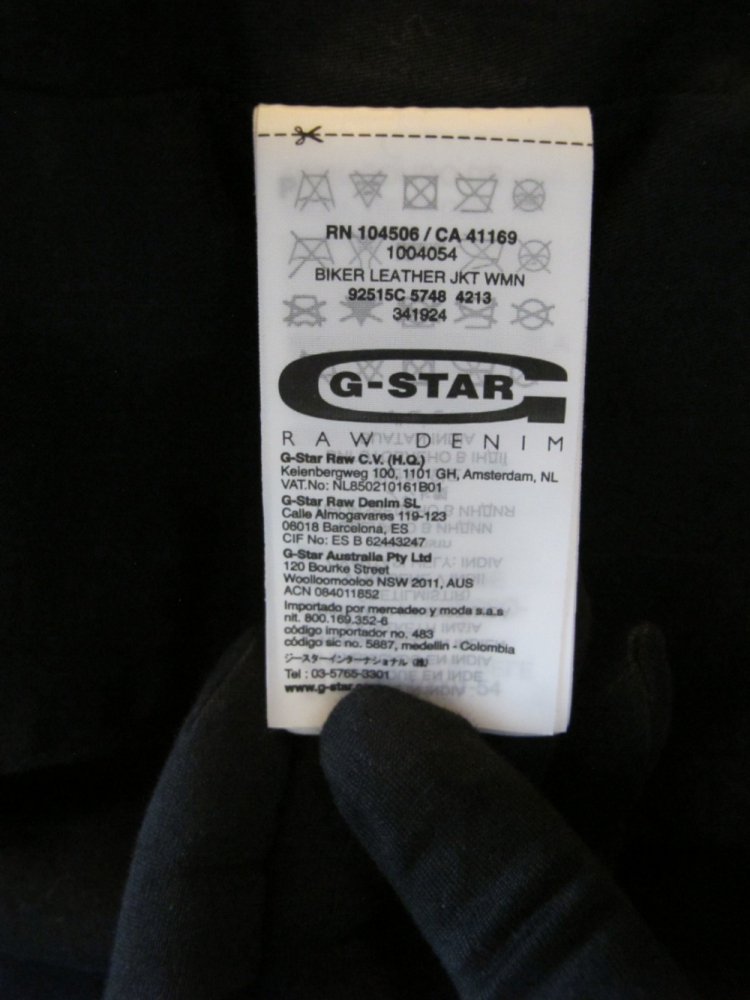 RN 104506 / CA 41169
1004054
BIKER LEATHER JKT WMN
92515C 5748 4213
341924
G-STAR
RAW DENIM
G-Star Raw C.V. (H.Q.)
Keienbergweg 100, 1101 GH, Amsterdam, NL
VAT.No: NL850210161B01
G-Star Raw Denim SL
Calle Almogavares 119-123
08018 Barcelona, ES
CIF No: ES B 62443247
G-Star Australia Pty Ltd
120 Bourke Street
Woolloomooloo NSW 2011, AUS
ACN 084011852
Importado por mercadeo y moda s.a.s
nit. 800.169.352-6
código importador no. 483
código sic no. 5887, medellin - Colombia
ジースターインターナショナル (株)
Tel : 03-5765-3301
www.g-star